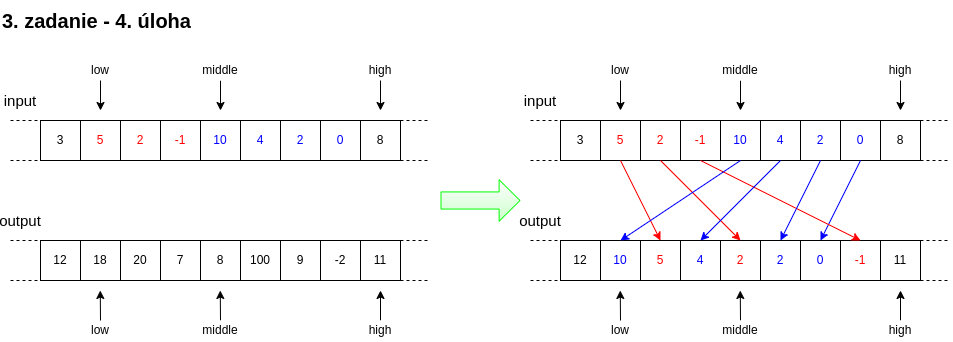 3. zadanie - 4. úloha
low middle high low middle high
input input
3 5 2 -1 10 4 2 0 8 3 5 2 -1 10 4 2 0 8
output output
12 18 20 7 8 100 9 -2 11 12 10 5 4 2 2 0 -1 11
low middle high low middle high